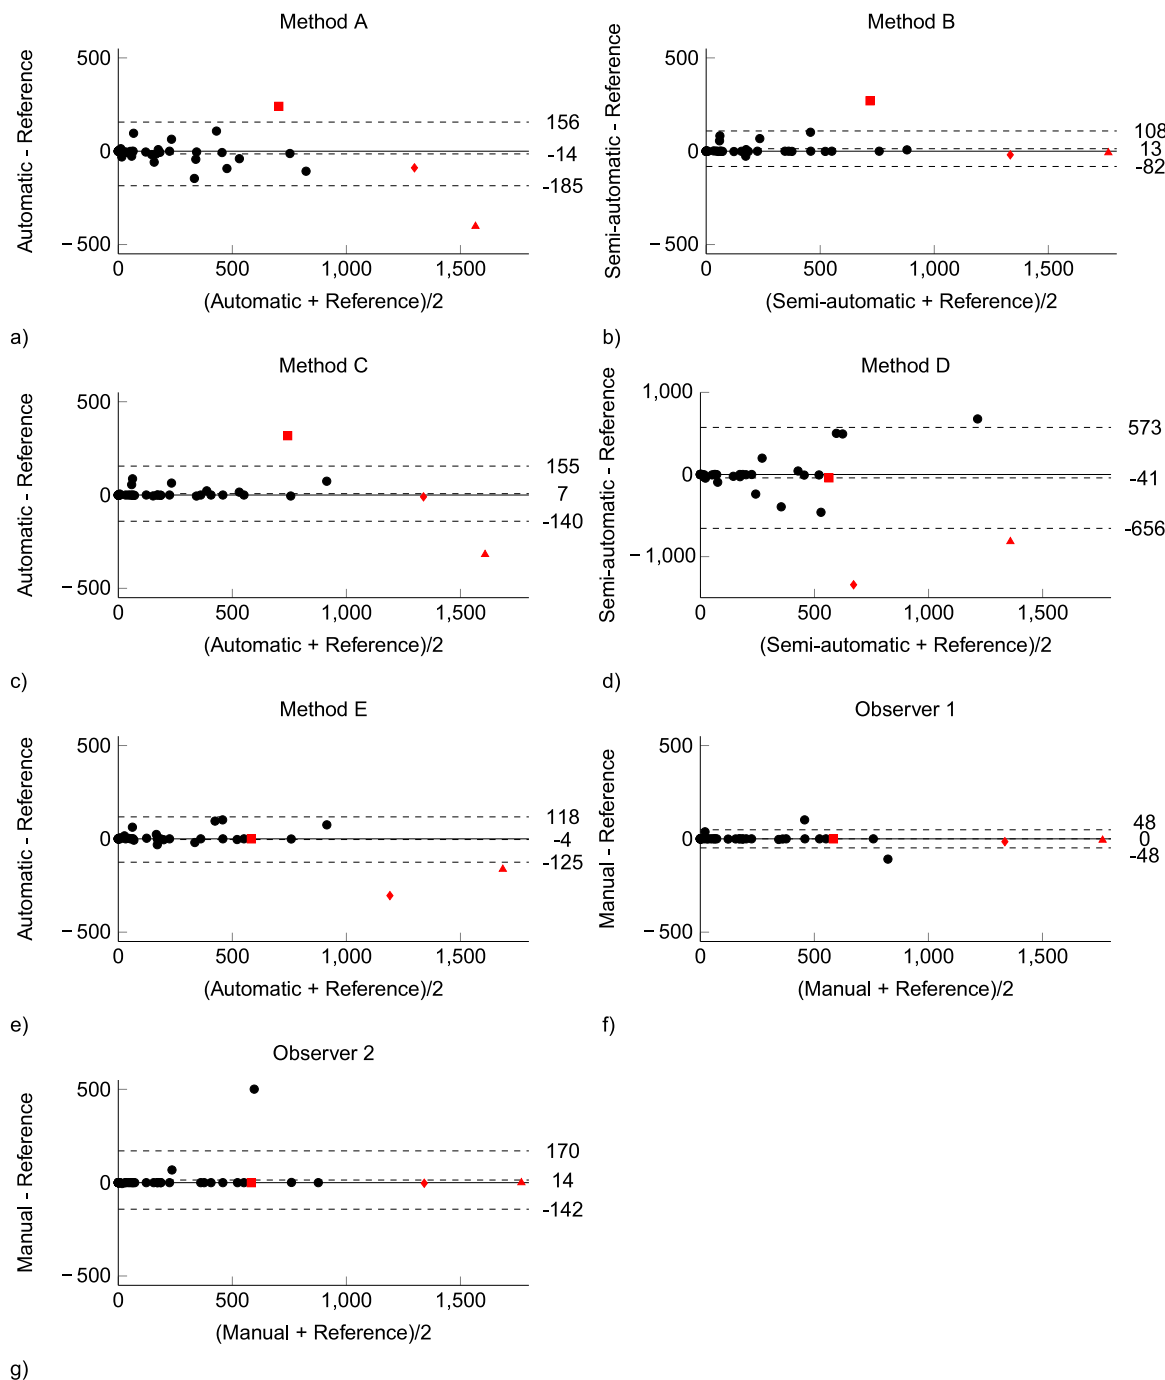 Method A
Automatic - Reference
500
0
−500
156
-14
-185
0 500 1,000 1,500
(Automatic + Reference)/2
a)
Method B
Semi-automatic - Reference
500
0
−500
108
13
-82
0 500 1,000 1,500
(Semi-automatic + Reference)/2
b)
Method C
Automatic - Reference
500
0
−500
155
7
-140
0 500 1,000 1,500
(Automatic + Reference)/2
c)
Method D
Semi-automatic - Reference
1,000
0
−1,000
573
-41
-656
0 500 1,000 1,500
(Semi-automatic + Reference)/2
d)
Method E
Automatic - Reference
500
0
−500
118
-4
-125
0 500 1,000 1,500
(Automatic + Reference)/2
e)
Observer 1
Manual - Reference
500
0
−500
48
0
-48
0 500 1,000 1,500
(Manual + Reference)/2
f)
Observer 2
Manual - Reference
500
0
−500
170
14
-142
0 500 1,000 1,500
(Manual + Reference)/2
g)